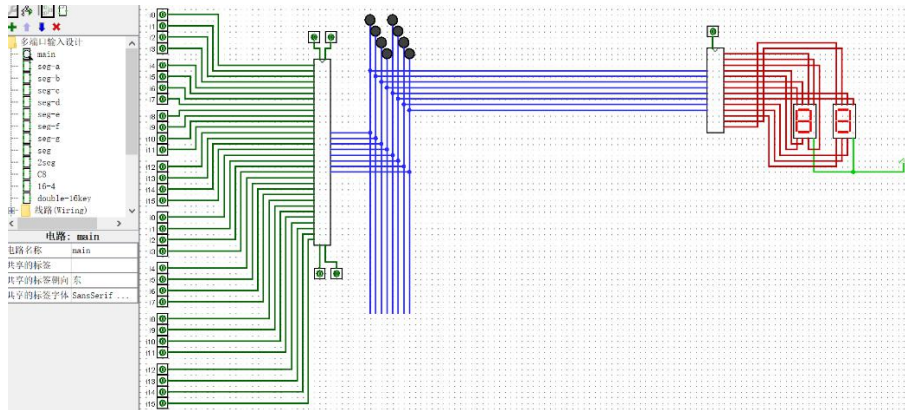 多端口输入设计
main
seg-a
seg-b
seg-c
seg-d
seg-e
seg-f
seg-g
seg
2seg
C8
16-4
double-16key
线路(Wiring)
电路: main
电路名称 main
共享的标签
共享的标签朝向 东
共享的标签字体 SansSerif ...
i0
i1
i2
i3
i4
i5
i6
i7
i8
i9
i10
i11
i12
i13
i14
i15
i0
i1
i2
i3
i4
i5
i6
i7
i8
i9
i10
i11
i12
i13
i14
i15